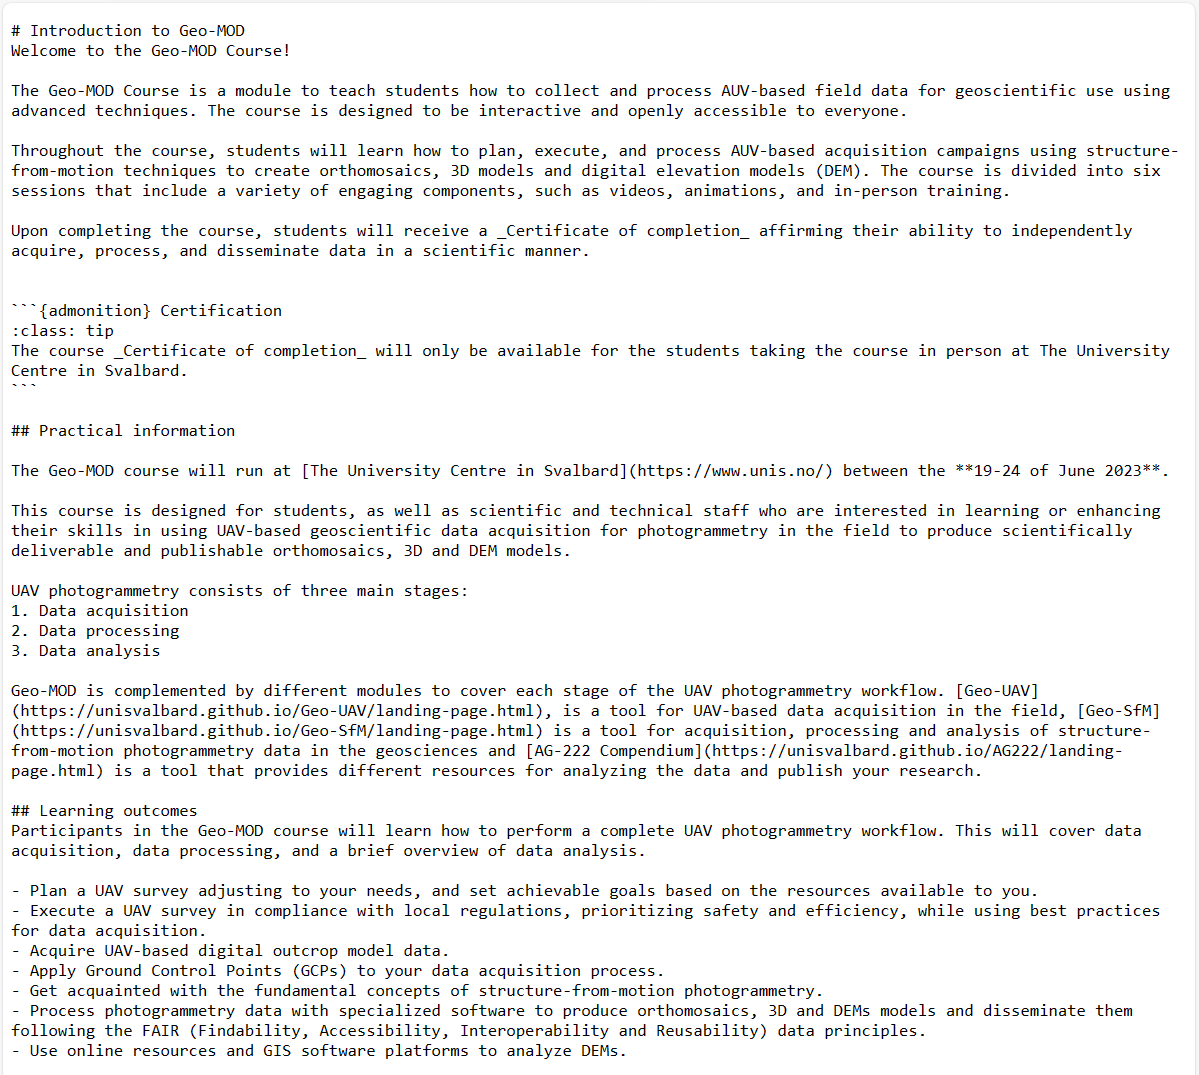 # Introduction to Geo-MOD
Welcome to the Geo-MOD Course!
The Geo-MOD Course is a module to teach students how to collect and process AUV-based field data for geoscientific use using
advanced techniques. The course is designed to be interactive and openly accessible to everyone.
Throughout the course, students will learn how to plan, execute, and process AUV-based acquisition campaigns using structure-
from-motion techniques to create orthomosaics, 3D models and digital elevation models (DEM). The course is divided into six
sessions that include a variety of engaging components, such as videos, animations, and in-person training.
Upon completing the course, students will receive a _Certificate of completion_ affirming their ability to independently
acquire, process, and disseminate data in a scientific manner.
```{admonition} Certification
:class: tip
The course _Certificate of completion_ will only be available for the students taking the course in person at The University
Centre in Svalbard.
```
## Practical information
The Geo-MOD course will run at [The University Centre in Svalbard](https://www.unis.no/) between the **19-24 of June 2023**.
This course is designed for students, as well as scientific and technical staff who are interested in learning or enhancing
their skills in using UAV-based geoscientific data acquisition for photogrammetry in the field to produce scientifically
deliverable and publishable orthomosaics, 3D and DEM models.
UAV photogrammetry consists of three main stages:
1. Data acquisition
2. Data processing
3. Data analysis
Geo-MOD is complemented by different modules to cover each stage of the UAV photogrammetry workflow. [Geo-UAV]
(https://unisvalbard.github.io/Geo-UAV/landing-page.html), is a tool for UAV-based data acquisition in the field, [Geo-SfM]
(https://unisvalbard.github.io/Geo-SfM/landing-page.html) is a tool for acquisition, processing and analysis of structure-
from-motion photogrammetry data in the geosciences and [AG-222 Compendium](https://unisvalbard.github.io/AG222/landing-
page.html) is a tool that provides different resources for analyzing the data and publish your research.
## Learning outcomes
Participants in the Geo-MOD course will learn how to perform a complete UAV photogrammetry workflow. This will cover data
acquisition, data processing, and a brief overview of data analysis.
- Plan a UAV survey adjusting to your needs, and set achievable goals based on the resources available to you.
- Execute a UAV survey in compliance with local regulations, prioritizing safety and efficiency, while using best practices
for data acquisition.
- Acquire UAV-based digital outcrop model data.
- Apply Ground Control Points (GCPs) to your data acquisition process.
- Get acquainted with the fundamental concepts of structure-from-motion photogrammetry.
- Process photogrammetry data with specialized software to produce orthomosaics, 3D and DEMs models and disseminate them
following the FAIR (Findability, Accessibility, Interoperability and Reusability) data principles.
- Use online resources and GIS software platforms to analyze DEMs.